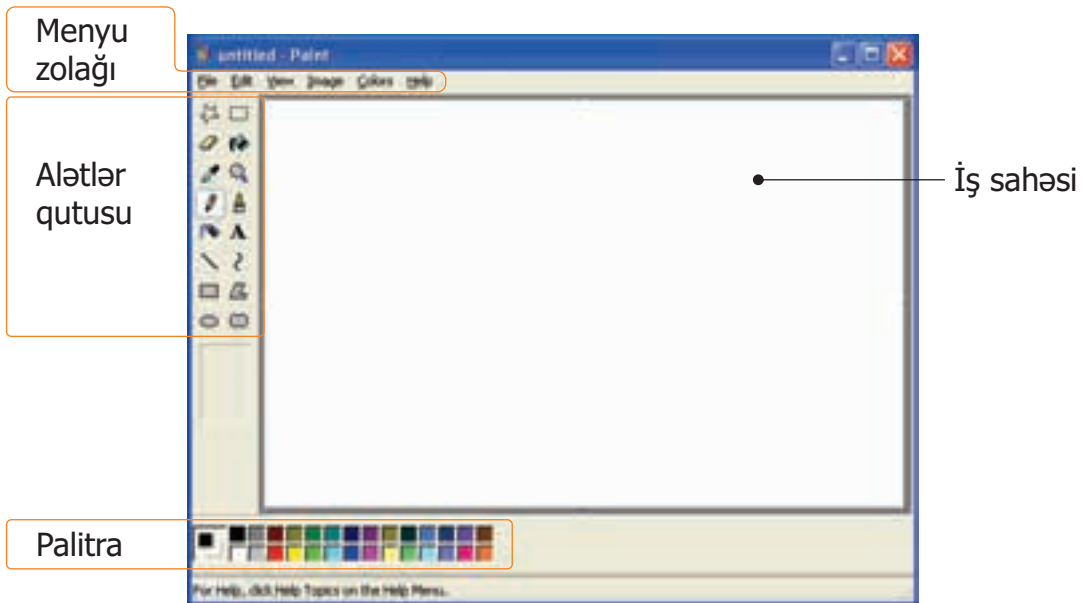 Menyu
zolağı
untitled - Paint
File Edit View Image Colors Help
Alətlər
qutusu
A
İş sahəsi
Palitra
For Help, click Help Topics on the Help Menu.